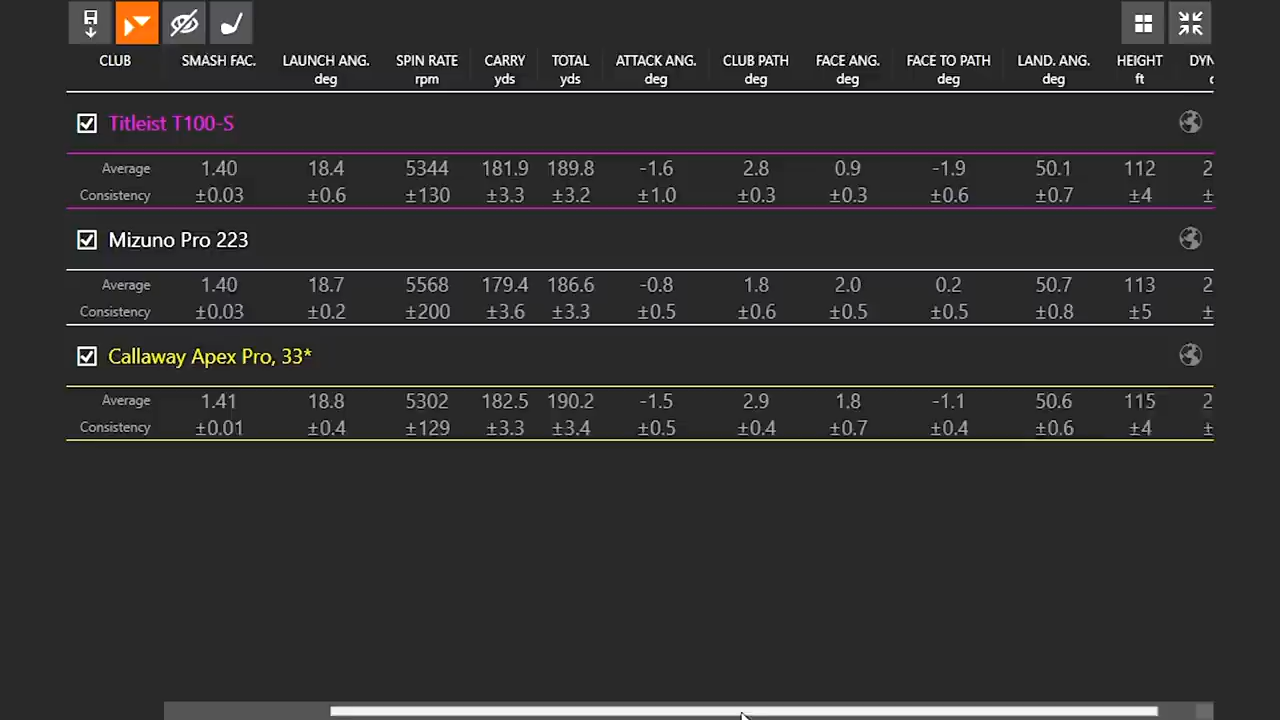 CLUB SMASH FAC. LAUNCH ANG. SPIN RATE CARRY TOTAL ATTACK ANG. CLUB PATH FACE ANG. FACE TO PATH LAND. ANG. HEIGHT DYN
deg rpm yds yds deg deg deg deg deg ft
Titleist T100-S
Average 1.40 18.4 5344 181.9 189.8 -1.6 2.8 0.9 -1.9 50.1 112 2
Consistency ±0.03 ±0.6 ±130 ±3.3 ±3.2 ±1.0 ±0.3 ±0.3 ±0.6 ±0.7 ±4 ±
Mizuno Pro 223
Average 1.40 18.7 5568 179.4 186.6 -0.8 1.8 2.0 0.2 50.7 113 2
Consistency ±0.03 ±0.2 ±200 ±3.6 ±3.3 ±0.5 ±0.6 ±0.5 ±0.5 ±0.8 ±5 ±
Callaway Apex Pro, 33*
Average 1.41 18.8 5302 182.5 190.2 -1.5 2.9 1.8 -1.1 50.6 115 2
Consistency ±0.01 ±0.4 ±129 ±3.3 ±3.4 ±0.5 ±0.4 ±0.7 ±0.4 ±0.6 ±4 ±